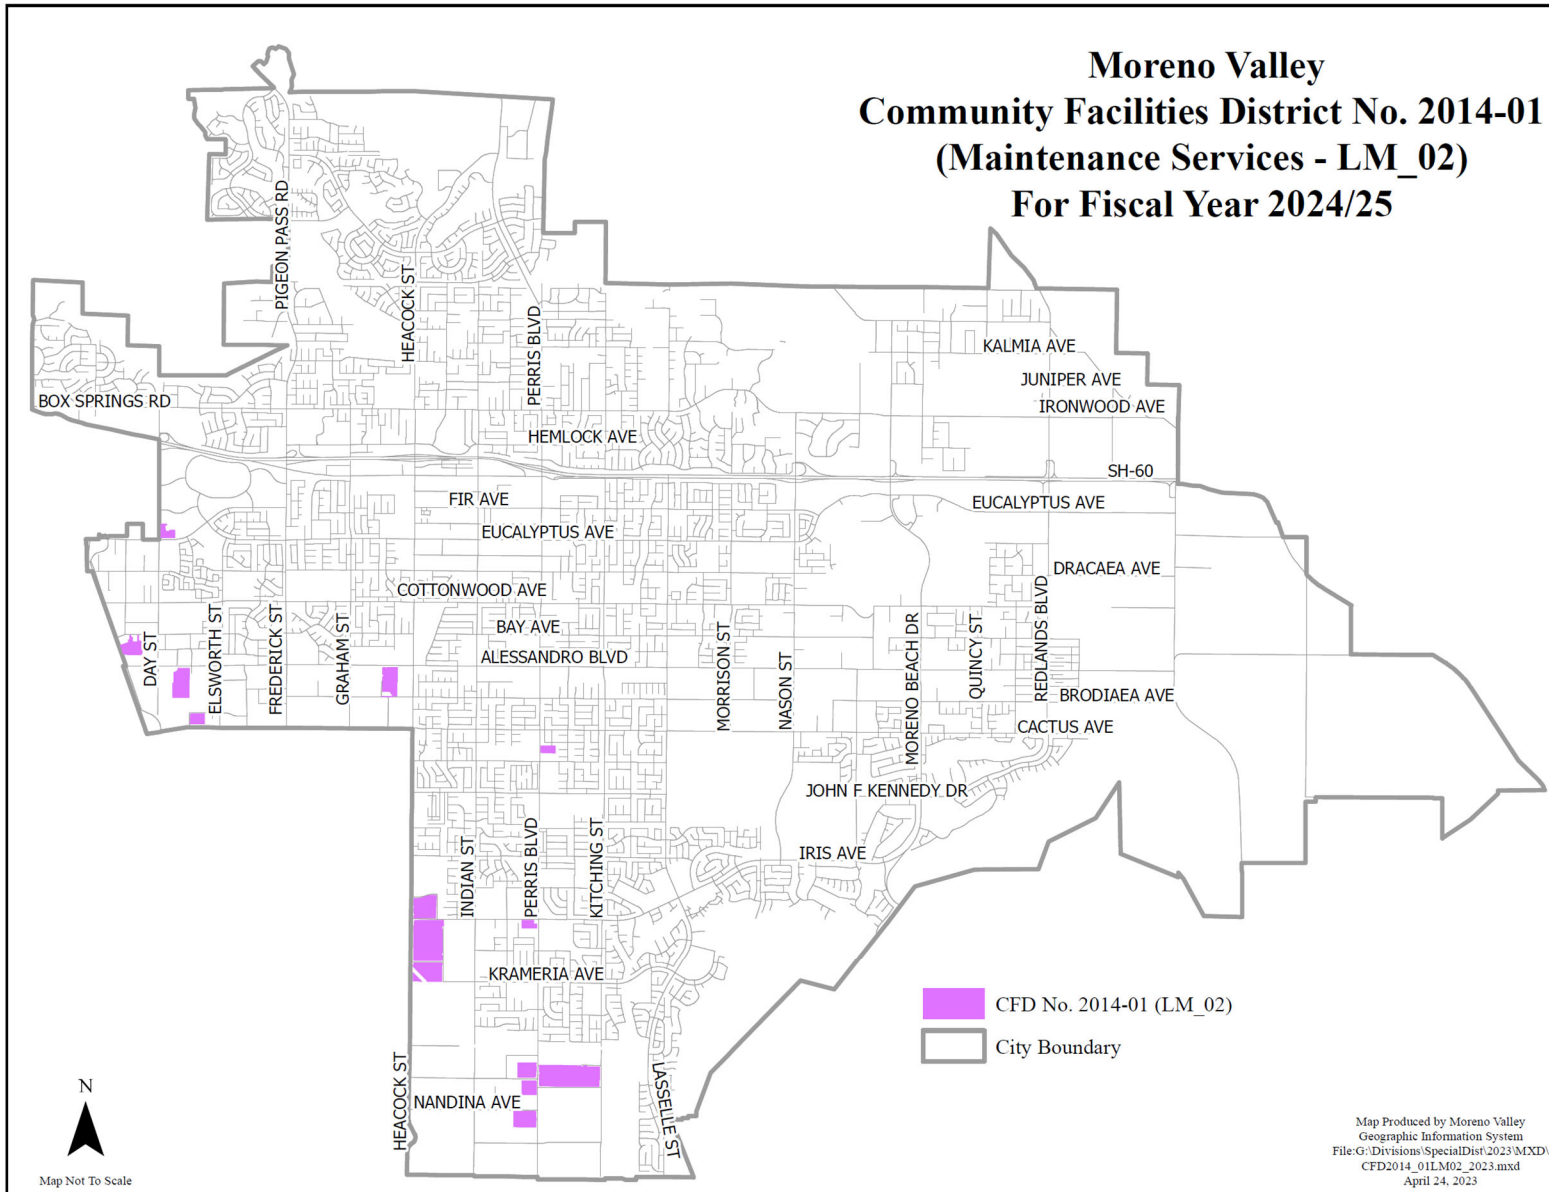 Moreno Valley
Community Facilities District No. 2014-01
(Maintenance Services - LM_02)
For Fiscal Year 2024/25
PIGEON PASS RD
HEACOCK ST
PERRIS BLVD
KALMIA AVE
JUNIPER AVE
IRONWOOD AVE
BOX SPRINGS RD
HEMLOCK AVE
SH-60
FIR AVE
EUCALYPTUS AVE
EUCALYPTUS AVE
DRACAEA AVE
COTTONWOOD AVE
BAY AVE
ALESSANDRO BLVD
DAY ST
ELSWORTH ST
FREDERICK ST
GRAHAM ST
MORRISON ST
NASON ST
MORENO BEACH DR
QUINCY ST
REDLANDS BLVD
BRODIAEA AVE
CACTUS AVE
JOHN F KENNEDY DR
IRIS AVE
INDIAN ST
PERRIS BLVD
KITCHING ST
KRAMERIA AVE
CFD No. 2014-01 (LM_02)
City Boundary
HEACOCK ST
NANDINA AVE
LASSELLE ST
N
Map Not To Scale
Map Produced by Moreno Valley
Geographic Information System
File:G:\Divisions\SpecialDist\2023\MXD\
CFD2014_01LM02_2023.mxd
April 24, 2023